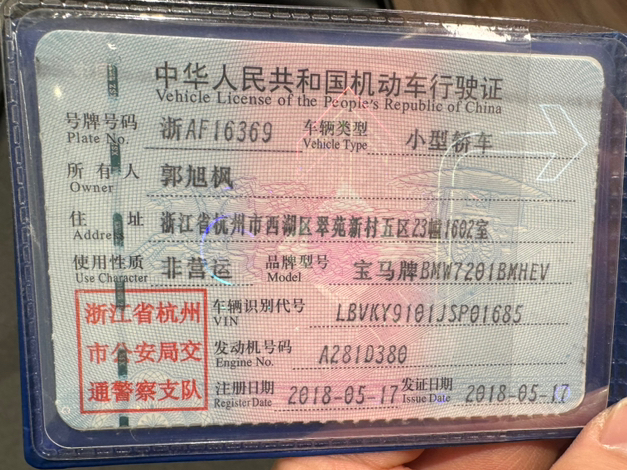 中华人民共和国机动车行驶证
Vehicle License of the People's Republic of China
号牌号码 浙AF16369 车辆类型 小型轿车
Plate No. Vehicle Type
所有人 郭旭枫
Owner
住址 浙江省杭州市西湖区翠苑新村五区23幢1602室
Address
使用性质 非营运 品牌型号 宝马牌BMW7201BMHEV
Use Character Model
浙江省杭州 车辆识别代号 LBVKY9101JSP01685
VIN
市公安局交 发动机号码 A281D380
Engine No.
通警察支队 注册日期 2018-05-17 发证日期 2018-05-17
Register Date Issue Date